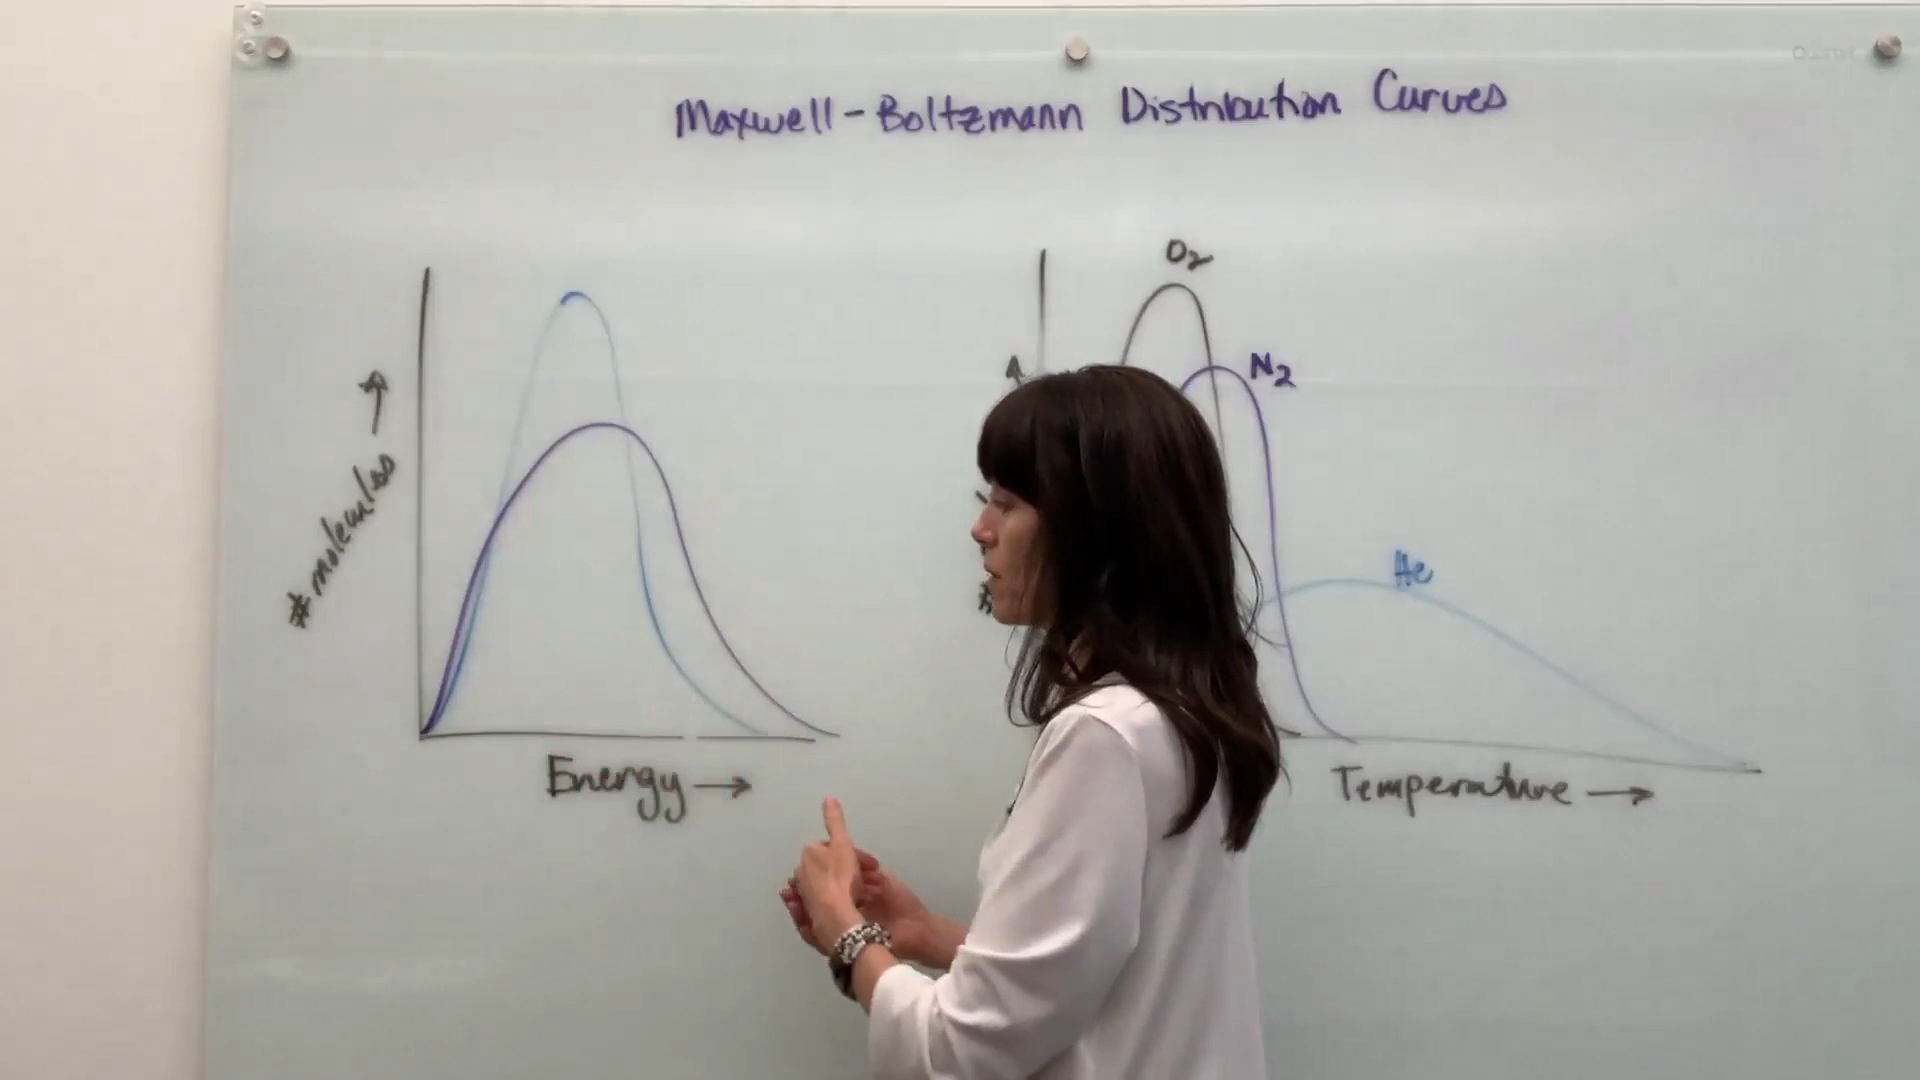 Maxwell-Boltzmann Distribution Curves
O₂
N₂
# molecules →
He
Energy →
Temperature →